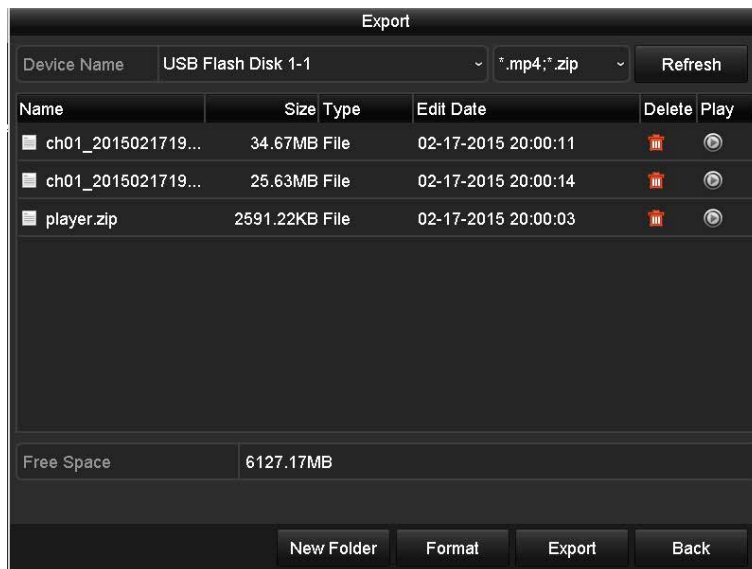 Export
Device Name USB Flash Disk 1-1 *.mp4;*.zip Refresh
Name Size Type Edit Date Delete Play
ch01_2015021719... 34.67MB File 02-17-2015 20:00:11
ch01_2015021719... 25.63MB File 02-17-2015 20:00:14
player.zip 2591.22KB File 02-17-2015 20:00:03
Free Space 6127.17MB
New Folder Format Export Back